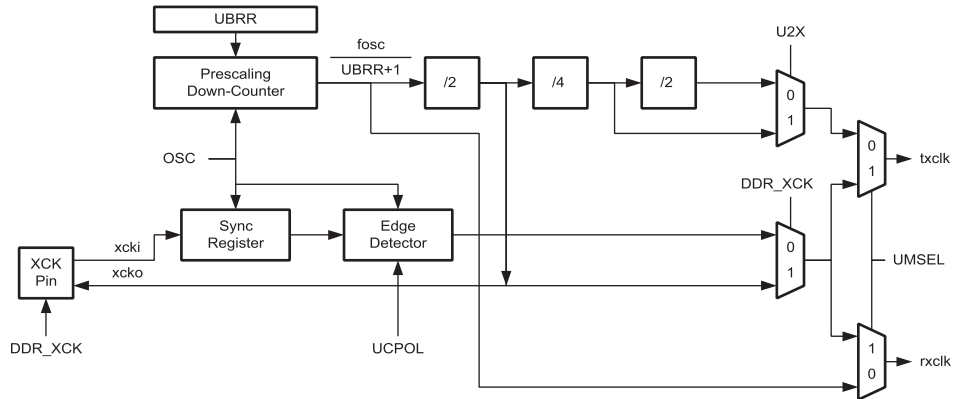 UBRR
U2X
fosc
UBRR+1
Prescaling
Down-Counter
/2
/4
/2
0
1
OSC
0
1
txclk
DDR_XCK
Sync
Register
Edge
Detector
0
1
xcki
XCK
Pin
xcko
UMSEL
DDR_XCK
UCPOL
1
0
rxclk